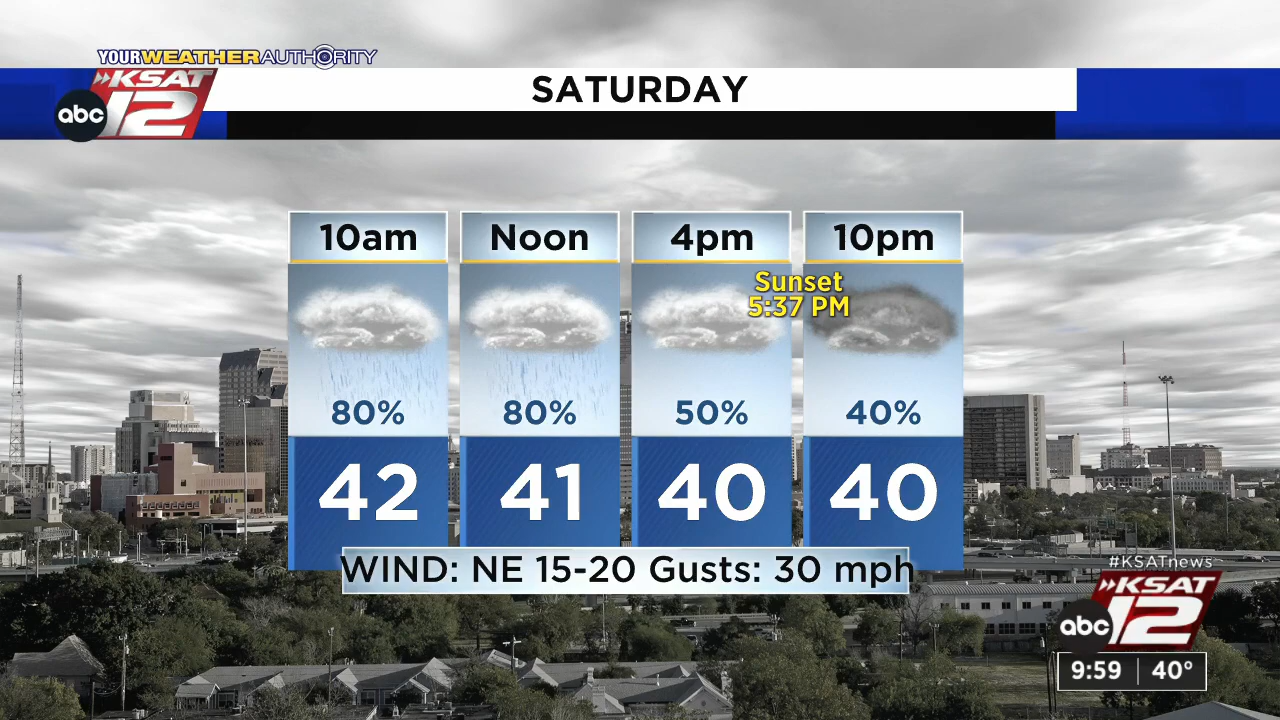 YOURWEATHERAUTHORITY
SATURDAY
»KSAT
abc 12
10am Noon 4pm 10pm
Sunset
5:37 PM
80% 80% 50% 40%
42 41 40 40
WIND: NE 15-20 Gusts: 30 mph
#KSATnews
»KSAT
abc 12
9:59 40°